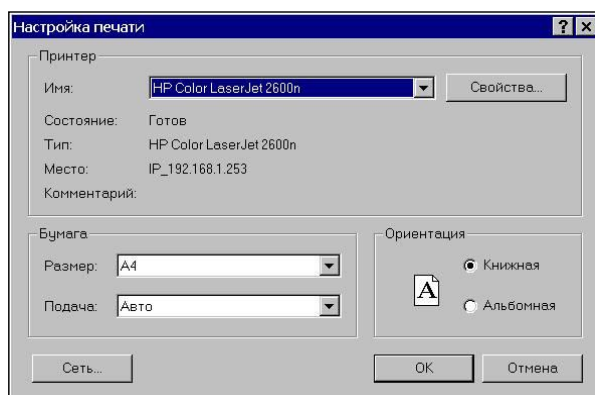 Настройка печати
Принтер
Имя: HP Color LaserJet 2600n Свойства...
Состояние: Готов
Тип: HP Color LaserJet 2600n
Место: IP_192.168.1.253
Комментарий:
Бумага
Размер: A4
Подача: Авто
Ориентация
A
Книжная
Альбомная
Сеть... OK Отмена